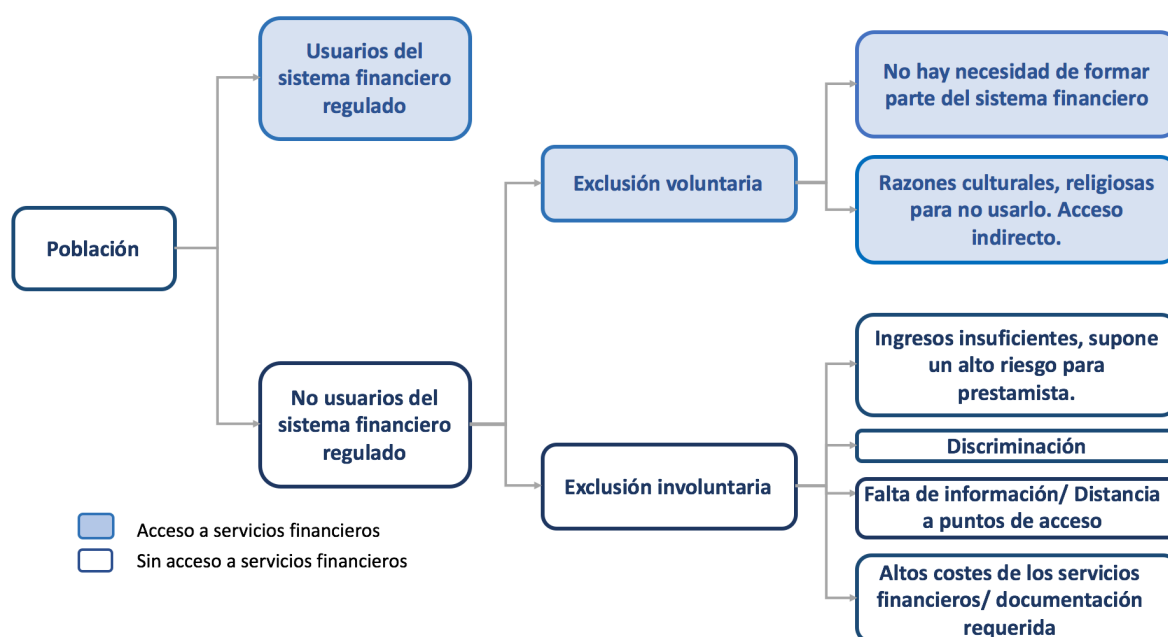 Usuarios del
sistema financiero
regulado
No hay necesidad de formar
parte del sistema financiero
Exclusión voluntaria
Razones culturales, religiosas
para no usarlo. Acceso
indirecto.
Población
Ingresos insuficientes, supone
un alto riesgo para
prestamista.
No usuarios del
sistema financiero
regulado
Discriminación
Exclusión involuntaria
Falta de información/ Distancia
a puntos de acceso
Altos costes de los servicios
financieros/ documentación
requerida
Acceso a servicios financieros
Sin acceso a servicios financieros